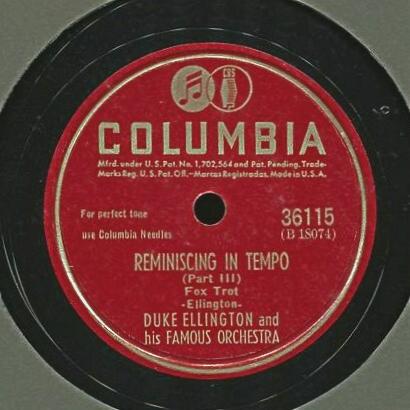 CBS
COLUMBIA
Mfrd. under U.S. Pat. No. 1,702,564 and Pat. Pending. Trade-
Marks Reg. U.S. Pat. Off.—Marcas Registradas. Made in U.S.A.
For perfect tone
use Columbia Needles
36115
(B 18074)
REMINISCING IN TEMPO
(Part III)
Fox Trot
-Ellington-
DUKE ELLINGTON and
his FAMOUS ORCHESTRA